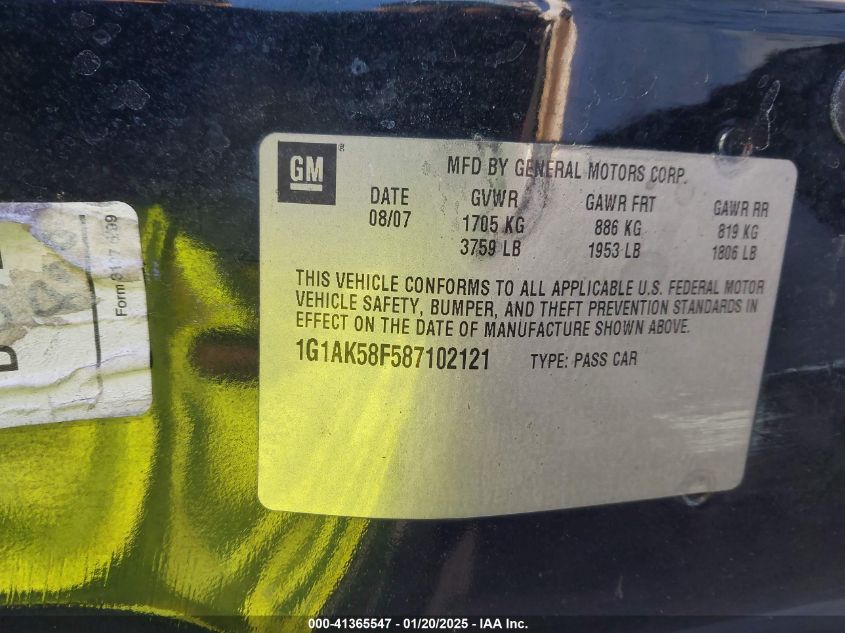 GM
MFD BY GENERAL MOTORS CORP.
DATE GVWR GAWR FRT GAWR RR
08/07 1705 KG 886 KG 819 KG
3759 LB 1953 LB 1806 LB
THIS VEHICLE CONFORMS TO ALL APPLICABLE U.S. FEDERAL MOTOR
VEHICLE SAFETY, BUMPER, AND THEFT PREVENTION STANDARDS IN
EFFECT ON THE DATE OF MANUFACTURE SHOWN ABOVE.
1G1AK58F587102121 TYPE: PASS CAR
Form
000-41365547 - 01/20/2025 - IAA Inc.